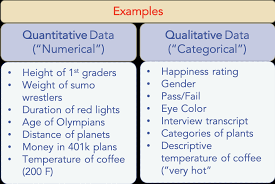 Examples
Quantitative Data
("Numerical")
• Height of 1st graders
• Weight of sumo
wrestlers
• Duration of red lights
• Age of Olympians
• Distance of planets
• Money in 401k plans
• Temperature of coffee
(200 F)
Qualitative Data
("Categorical")
• Happiness rating
• Gender
• Pass/Fail
• Eye Color
• Interview transcript
• Categories of plants
• Descriptive
temperature of coffee
"very hot"